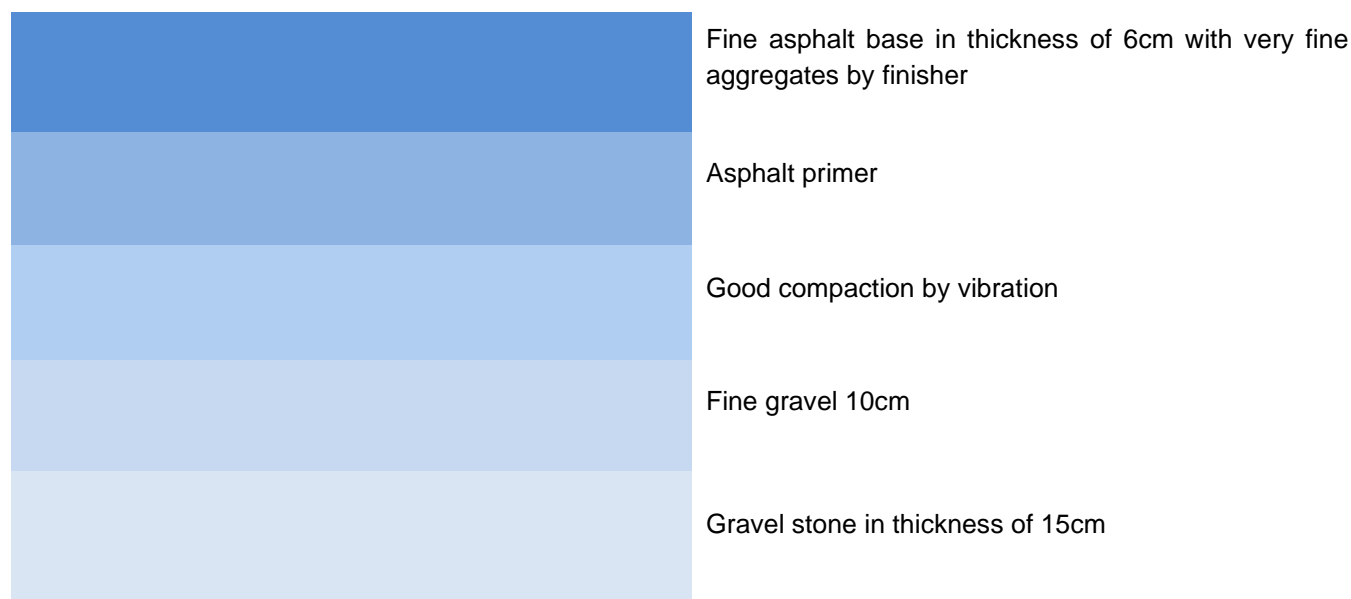 Fine asphalt base in thickness of 6cm with very fine
aggregates by finisher
Asphalt primer
Good compaction by vibration
Fine gravel 10cm
Gravel stone in thickness of 15cm